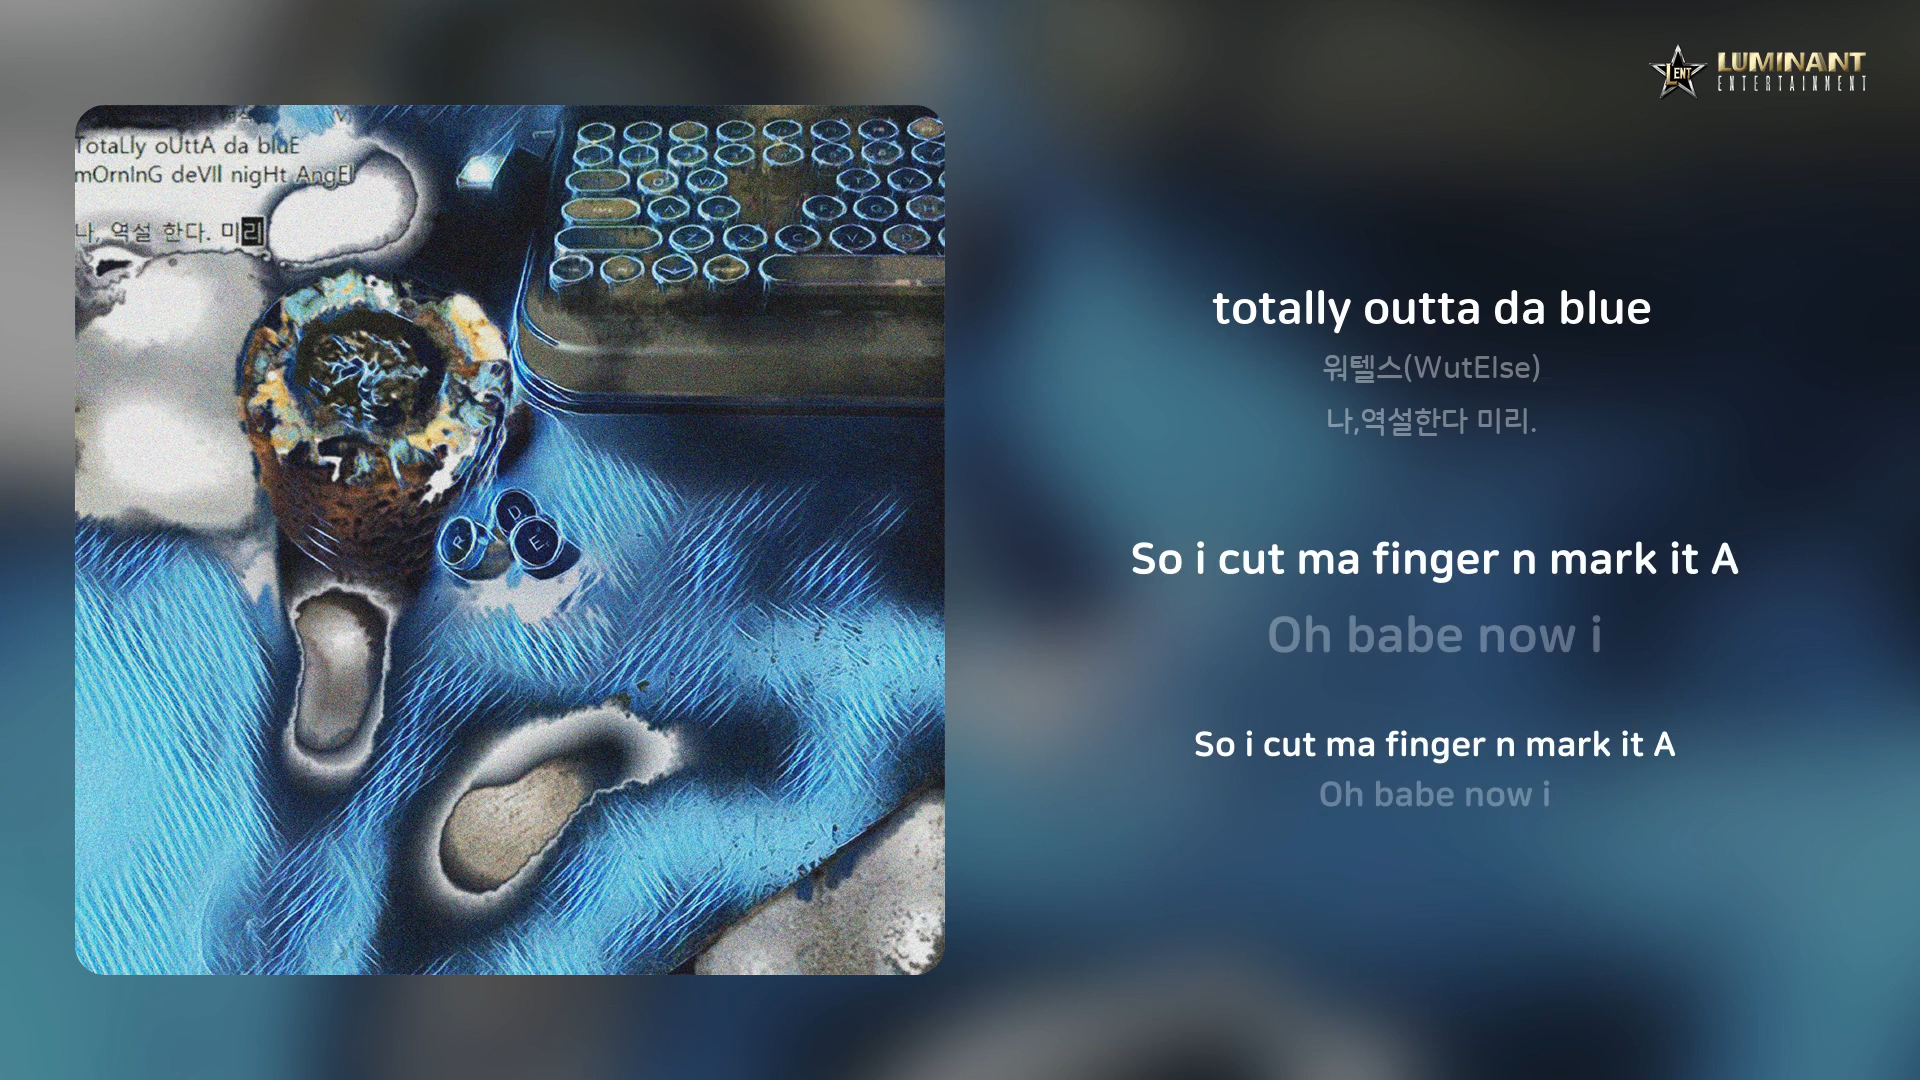 TotaLly oUttA da bluE
mOrnInG deVIl nigHt AngEl
나, 역설 한다. 미리
LENT
LUMINANT
ENTERTAINMENT
totally outta da blue
워텔스(WutElse)
나,역설한다 미리.
So i cut ma finger n mark it A
Oh babe now i
So i cut ma finger n mark it A
Oh babe now i